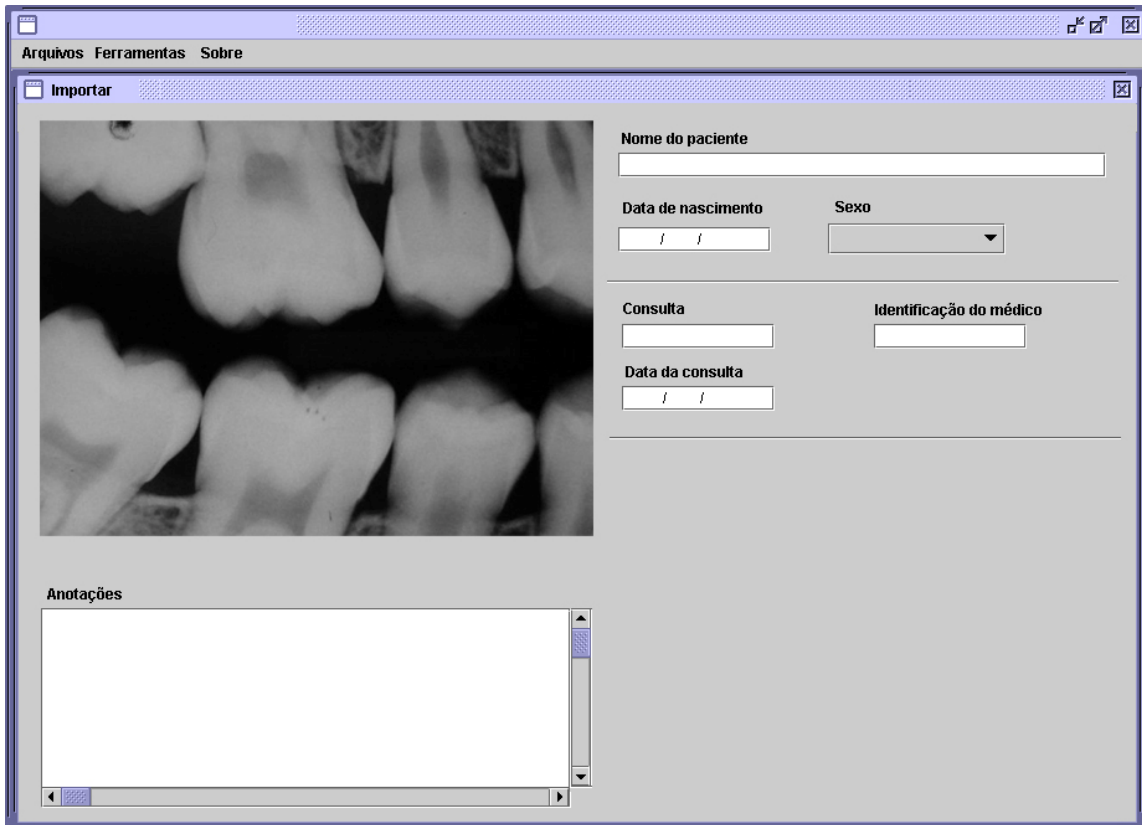 Arquivos Ferramentas Sobre
Importar
Nome do paciente
Data de nascimento Sexo
/ /
Consulta Identificação do médico
Data da consulta
/ /
Anotações